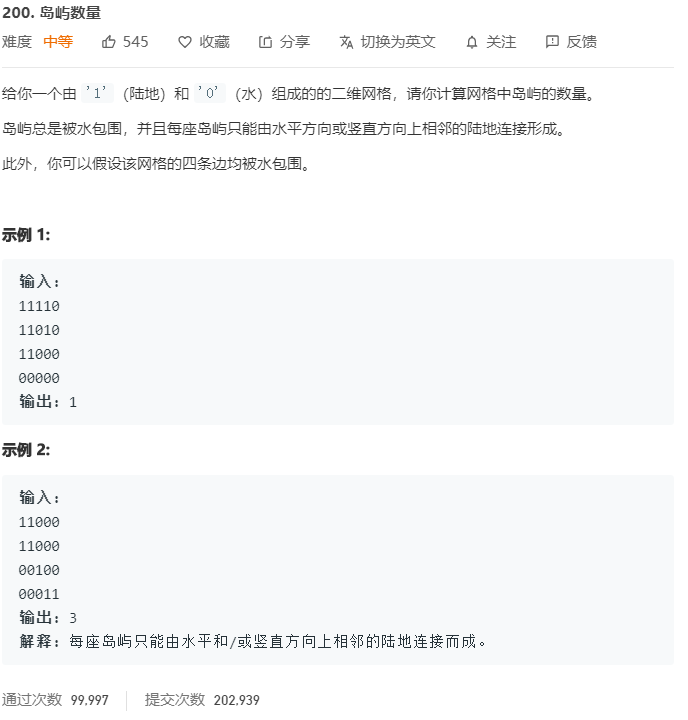 200. 岛屿数量
难度 中等 545 收藏 分享 切换为英文 关注 反馈
给你一个由 '1'（陆地）和 '0'（水）组成的的二维网格，请你计算网格中岛屿的数量。
岛屿总是被水包围，并且每座岛屿只能由水平方向或竖直方向上相邻的陆地连接形成。
此外，你可以假设该网格的四条边均被水包围。
示例 1:
输入:
11110
11010
11000
00000
输出: 1
示例 2:
输入:
11000
11000
00100
00011
输出: 3
解释: 每座岛屿只能由水平和/或竖直方向上相邻的陆地连接而成。
通过次数 99,997 提交次数 202,939